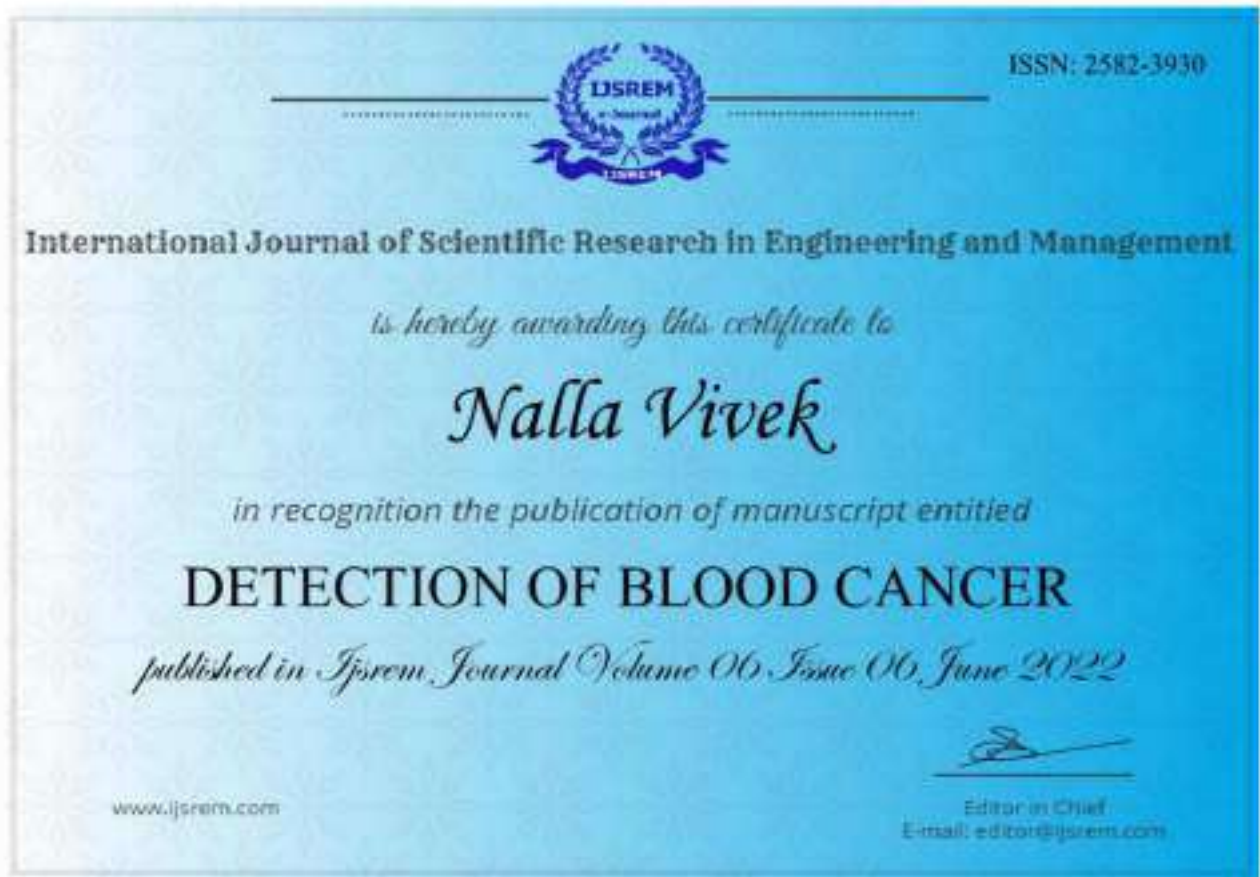 ISSN: 2582-3930
IJSREM
e-Journal
IJSREM
International Journal of Scientific Research in Engineering and Management
is hereby awarding this certificate to
Nalla Vivek
in recognition the publication of manuscript entitled
DETECTION OF BLOOD CANCER
published in Ijsrem Journal Volume 06 Issue 06 June 2022
www.ijsrem.com
Editor in Chief
E-mail: editor@ijsrem.com